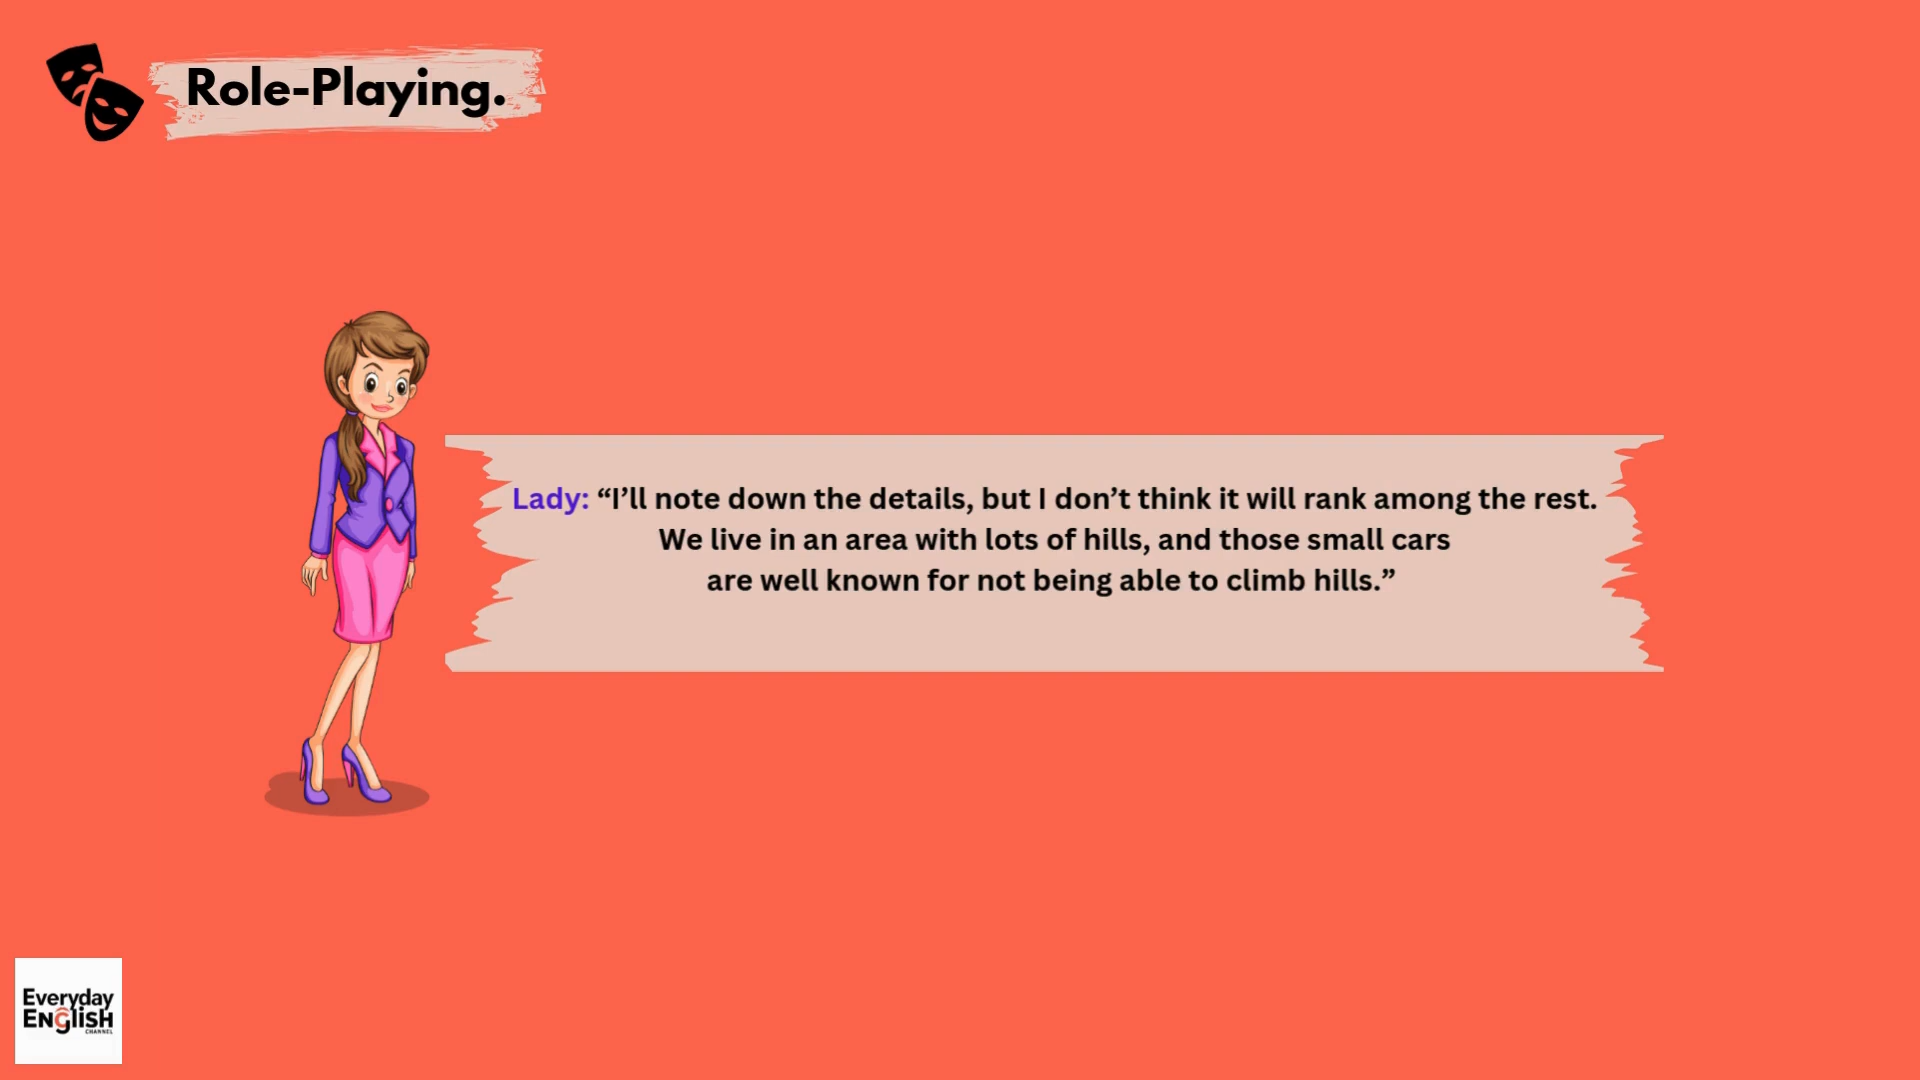 Role-Playing.
Lady: “I’ll note down the details, but I don’t think it will rank among the rest.
We live in an area with lots of hills, and those small cars
are well known for not being able to climb hills.”
Everyday
ENglisH
CHANNEL